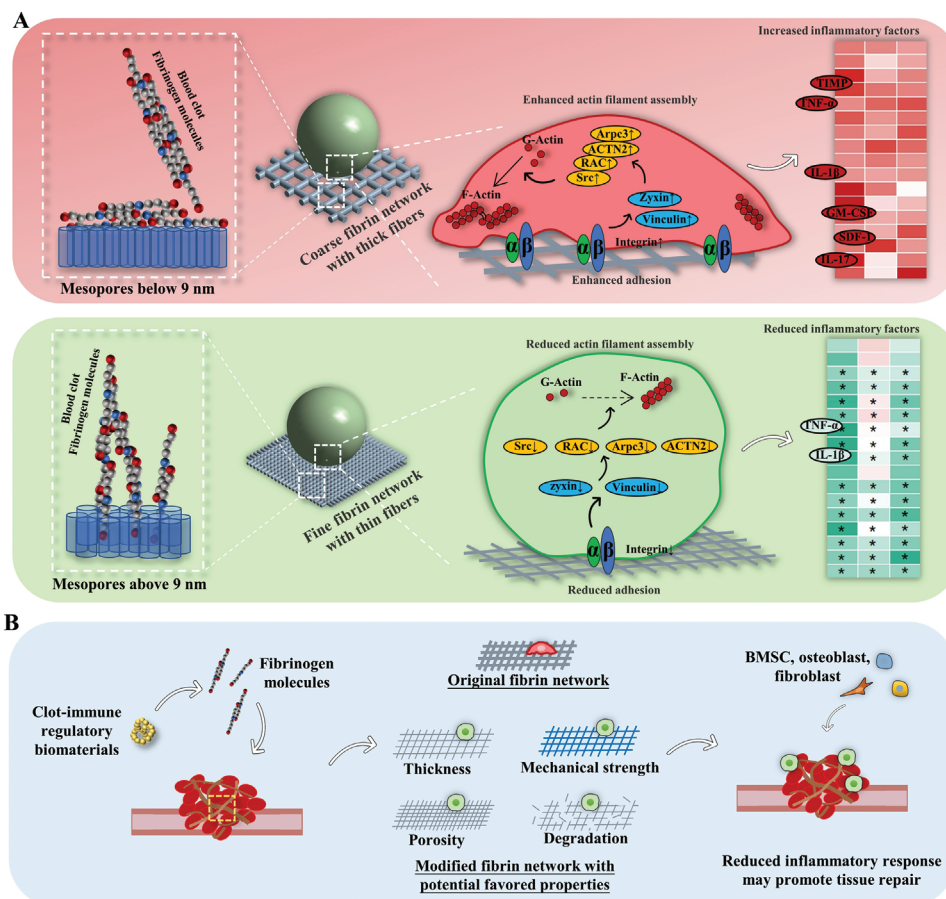 A
Increased inflammatory factors
Blood clot
Fibrinogen molecules
Mesopores below 9 nm
Coarse fibrin network
with thick fibers
Enhanced actin filament assembly
G-Actin
F-Actin
Arpc3↑
ACTN2↑
RAC↑
Src↑
Zyxin↑
Vinculin↑
α β
α β
Integrin↑
α β
Enhanced adhesion
TIMP
TNF-α
IL-1β
GM-CSF
SDF-1
IL-17
Reduced inflammatory factors
Blood clot
Fibrinogen molecules
Mesopores above 9 nm
Fine fibrin network
with thin fibers
Reduced actin filament assembly
G-Actin
F-Actin
Src↓ RAC↓ Arpc3↓ ACTN2↓
zyxin↓ Vinculin↓
α β
Integrin↓
Reduced adhesion
TNF-α
IL-1β
* * *
* * *
* * *
* * *
* * *
* * *
* * *
* * *
* * *
* * *
* * *
* * *
* * *
* * *
B
Clot-immune
regulatory
biomaterials
Fibrinogen
molecules
Original fibrin network
Thickness
Mechanical strength
Porosity
Degradation
Modified fibrin network with
potential favored properties
BMSC, osteoblast,
fibroblast
Reduced inflammatory response
may promote tissue repair